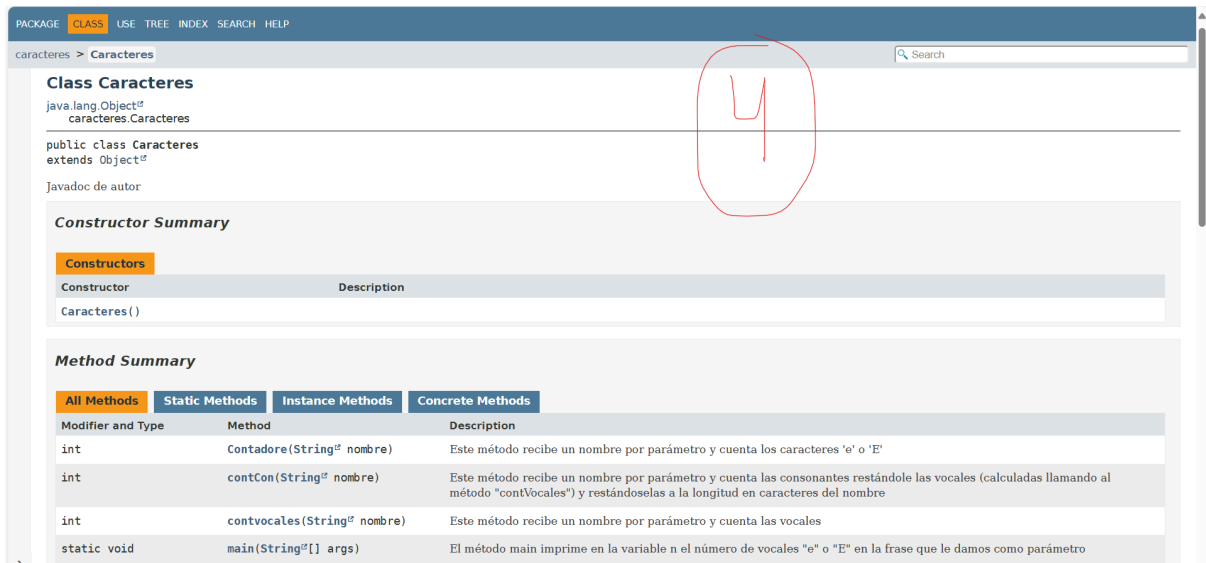 PACKAGE CLASS USE TREE INDEX SEARCH HELP
caracteres > Caracteres Search
4
Class Caracteres
java.lang.Object
caracteres.Caracteres
public class Caracteres
extends Object
Javadoc de autor
Constructor Summary
Constructors
Constructor Description
Caracteres()
Method Summary
All Methods Static Methods Instance Methods Concrete Methods
Modifier and Type Method Description
int Contadore(String nombre) Este método recibe un nombre por parámetro y cuenta los caracteres 'e' o 'E'
int contCon(String nombre) Este método recibe un nombre por parámetro y cuenta las consonantes restándole las vocales (calculadas llamando al
método "contVocales") y restándoselas a la longitud en caracteres del nombre
int contvocales(String nombre) Este método recibe un nombre por parámetro y cuenta las vocales
static void main(String[] args) El método main imprime en la variable n el número de vocales "e" o "E" en la frase que le damos como parámetro